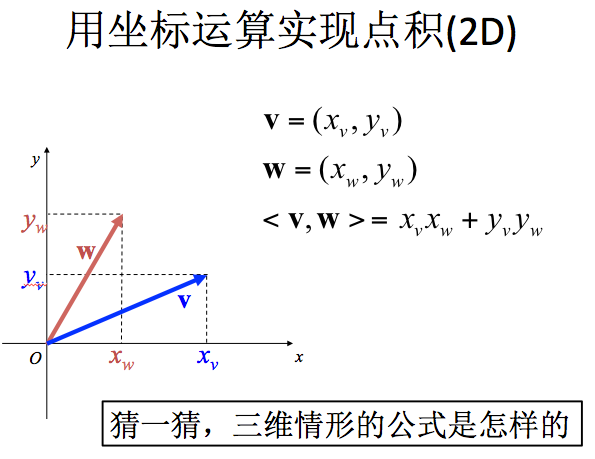 用坐标运算实现点积(2D)
v = (x_v, y_v)
w = (x_w, y_w)
< v, w > = x_v x_w + y_v y_w
y
y_w
w
y_v
v
O
x_w
x_v
x
猜一猜，三维情形的公式是怎样的